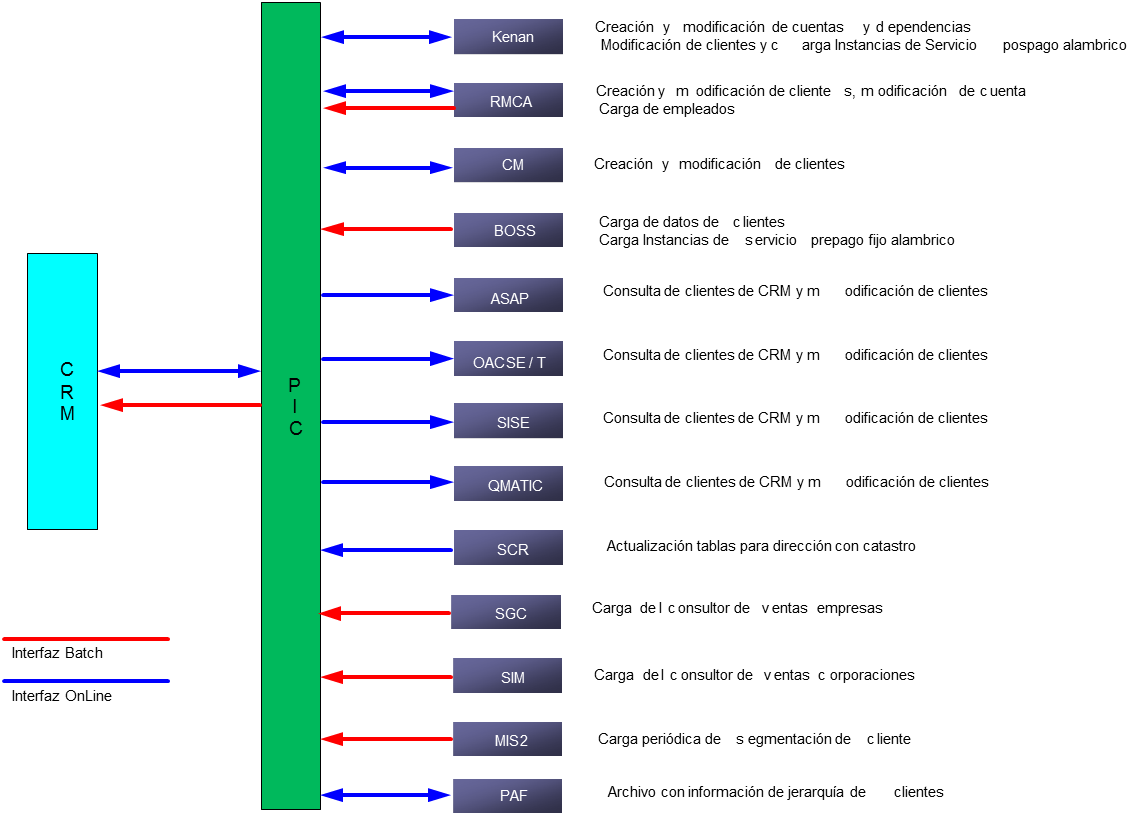 Kenan
Creación y modificación de cuentas y dependencias
Modificación de clientes y carga Instancias de Servicio pospago alambrico
RMCA
Creación y modificación de clientes, modificación de cuenta
Carga de empleados
CM
Creación y modificación de clientes
BOSS
Carga de datos de clientes
Carga Instancias de servicio prepago fijo alambrico
ASAP
Consulta de clientes de CRM y modificación de clientes
OACSE / T
Consulta de clientes de CRM y modificación de clientes
CRM
PIC
SISE
Consulta de clientes de CRM y modificación de clientes
QMATIC
Consulta de clientes de CRM y modificación de clientes
SCR
Actualización tablas para dirección con catastro
SGC
Carga del consultor de ventas empresas
Interfaz Batch
SIM
Carga del consultor de ventas corporaciones
Interfaz OnLine
MIS2
Carga periódica de segmentación de cliente
PAF
Archivo con información de jerarquía de clientes